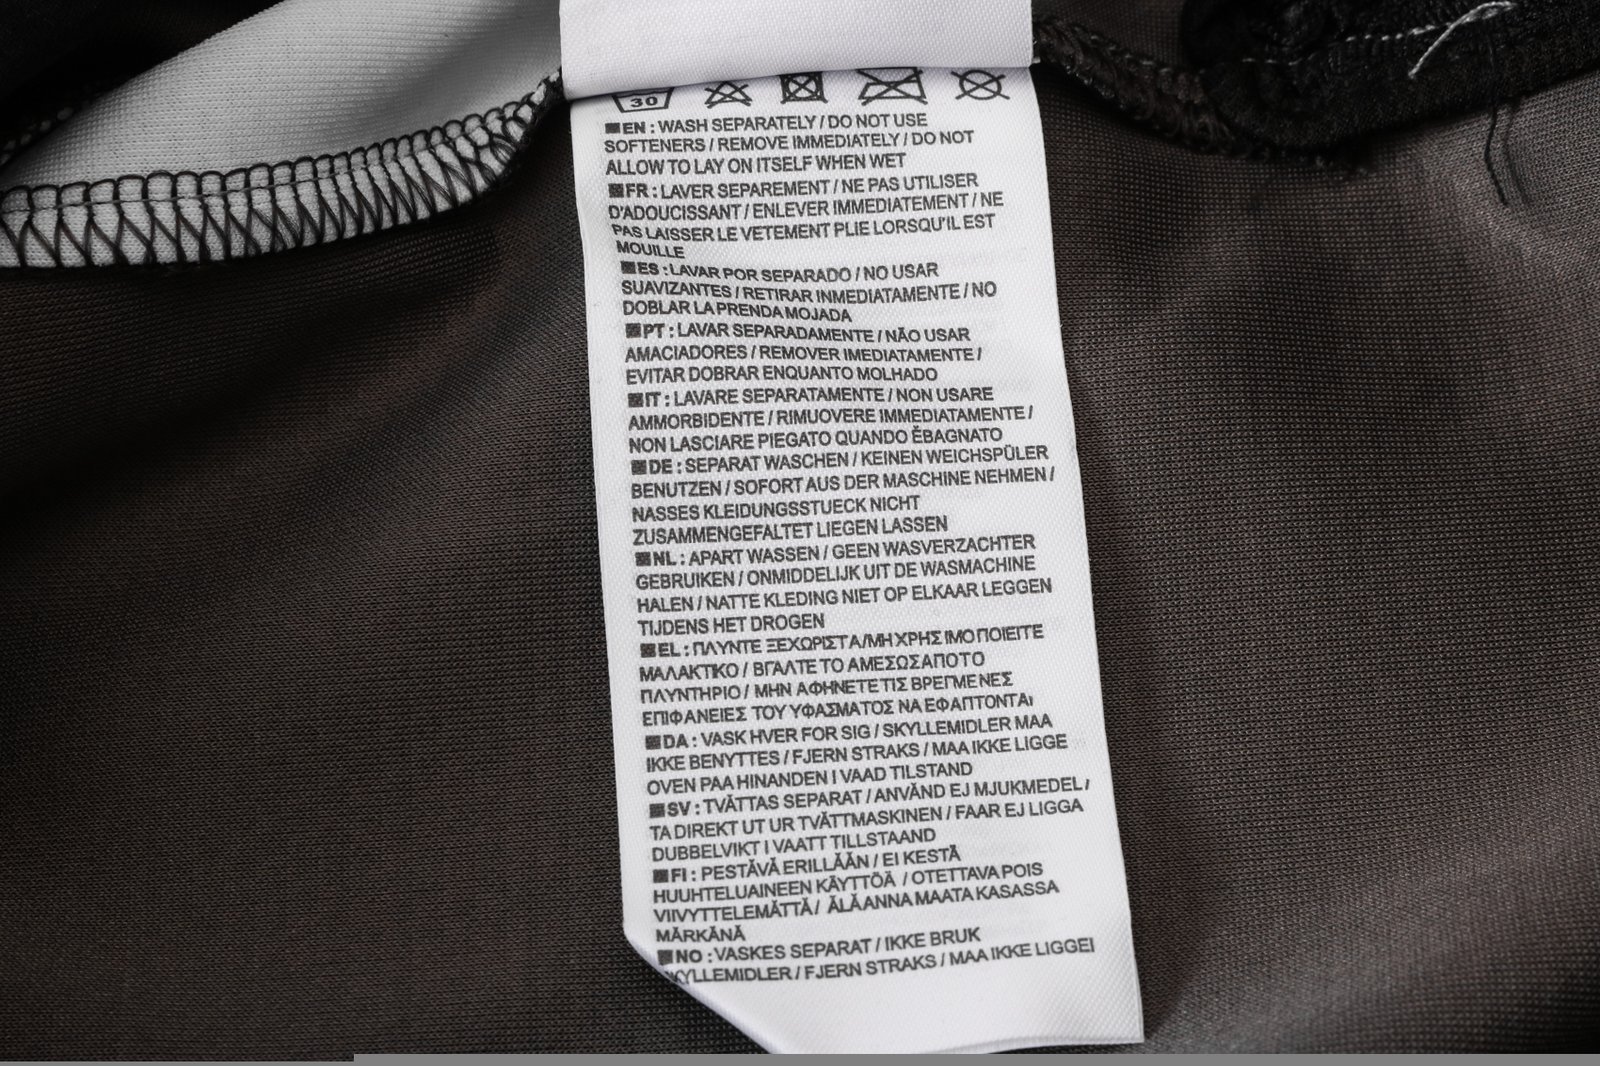 30
EN : WASH SEPARATELY / DO NOT USE
SOFTENERS / REMOVE IMMEDIATELY / DO NOT
ALLOW TO LAY ON ITSELF WHEN WET
FR : LAVER SEPAREMENT / NE PAS UTILISER
D'ADOUCISSANT / ENLEVER IMMEDIATEMENT / NE
PAS LAISSER LE VETEMENT PLIE LORSQU'IL EST
MOUILLE
ES : LAVAR POR SEPARADO / NO USAR
SUAVIZANTES / RETIRAR INMEDIATAMENTE / NO
DOBLAR LA PRENDA MOJADA
PT : LAVAR SEPARADAMENTE / NÃO USAR
AMACIADORES / REMOVER IMEDIATAMENTE /
EVITAR DOBRAR ENQUANTO MOLHADO
IT : LAVARE SEPARATAMENTE / NON USARE
AMMORBIDENTE / RIMUOVERE IMMEDIATAMENTE /
NON LASCIARE PIEGATO QUANDO ĔBAGNATO
DE : SEPARAT WASCHEN / KEINEN WEICHSPÜLER
BENUTZEN / SOFORT AUS DER MASCHINE NEHMEN /
NASSES KLEIDUNGSSTUECK NICHT
ZUSAMMENGEFALTET LIEGEN LASSEN
NL : APART WASSEN / GEEN WASVERZACHTER
GEBRUIKEN / ONMIDDELIJK UIT DE WASMACHINE
HALEN / NATTE KLEDING NIET OP ELKAAR LEGGEN
TIJDENS HET DROGEN
EL : ΠΛΥΝΤΕ ΞΕΧΩΡΙΣΤΑ/ΜΗ ΧΡΗΣΙΜΟΠΟΙΕΙΤΕ
ΜΑΛΑΚΤΙΚΟ / ΒΓΑΛΤΕ ΤΟ ΑΜΕΣΩΣ ΑΠΟ ΤΟ
ΠΛΥΝΤΗΡΙΟ / ΜΗΝ ΑΦΗΝΕΤΕ ΤΙΣ ΒΡΕΓΜΕΝΕΣ
ΕΠΙΦΑΝΕΙΕΣ ΤΟΥ ΥΦΑΣΜΑΤΟΣ ΝΑ ΕΦΑΠΤΟΝΤΑι
DA : VASK HVER FOR SIG / SKYLLEMIDLER MAA
IKKE BENYTTES / FJERN STRAKS / MAA IKKE LIGGE
OVEN PAA HINANDEN I VAAD TILSTAND
SV : TVÄTTAS SEPARAT / ANVÄND EJ MJUKMEDEL /
TA DIREKT UT UR TVÄTTMASKINEN / FAAR EJ LIGGA
DUBBELVIKT I VAATT TILLSTAAND
FI : PESTÄVÄ ERILLÄÄN / EI KESTÄ
HUUHTELUAINEEN KÄYTTÖÄ / OTETTAVA POIS
VIIVYTTELEMÄTTÄ / ÄLÄ ANNA MAATA KASASSA
MÄRKÄNÄ
NO : VASKES SEPARAT / IKKE BRUK
SKYLLEMIDLER / FJERN STRAKS / MAA IKKE LIGGEI